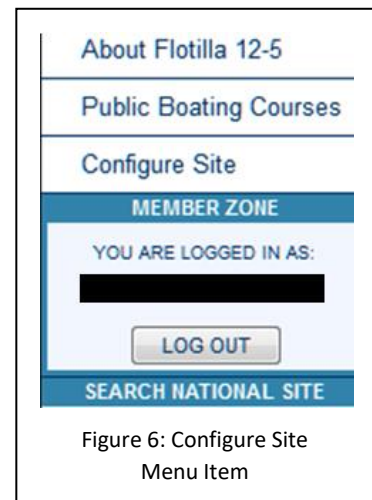 About Flotilla 12-5
Public Boating Courses
Configure Site
MEMBER ZONE
YOU ARE LOGGED IN AS:
LOG OUT
SEARCH NATIONAL SITE
Figure 6: Configure Site
Menu Item